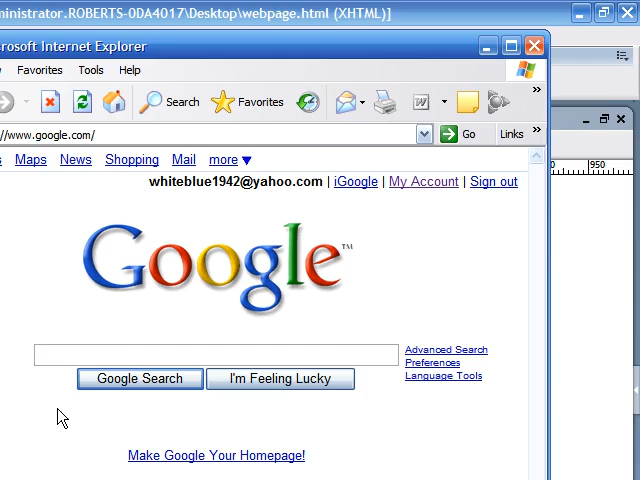 ministrator.ROBERTS-0DA4017\Desktop\webpage.html (XHTML)]
rosoft Internet Explorer
Favorites Tools Help
Search Favorites W
//www.google.com/ Go Links
950
s Maps News Shopping Mail more ▼
whiteblue1942@yahoo.com | iGoogle | My Account | Sign out
Google™
Advanced Search
Preferences
Language Tools
Google Search I'm Feeling Lucky
Make Google Your Homepage!